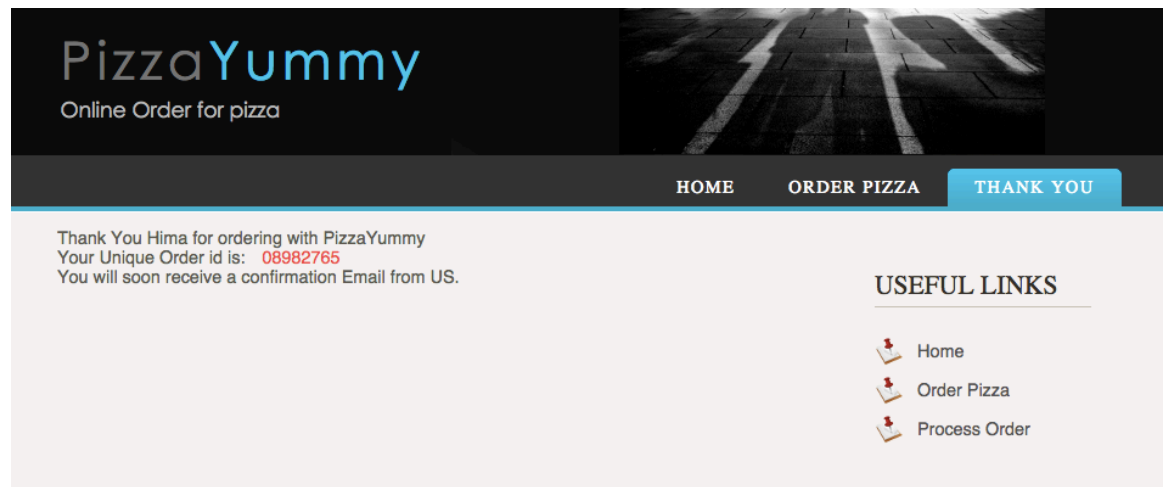 PizzaYummy
Online Order for pizza
HOME ORDER PIZZA THANK YOU
Thank You Hima for ordering with PizzaYummy
Your Unique Order id is: 08982765
You will soon receive a confirmation Email from US.
USEFUL LINKS
Home
Order Pizza
Process Order